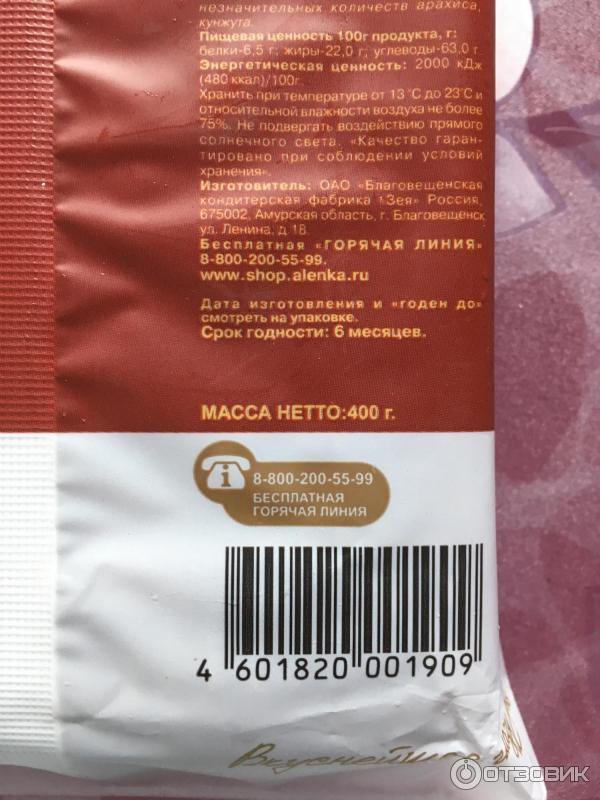 незначительных количеств арахиса,
кунжута.
Пищевая ценность 100г продукта, г:
белки-6,5 г; жиры-22,0 г; углеводы-63,0 г.
Энергетическая ценность: 2000 кДж
(480 ккал)/100г.
Хранить при температуре от 13 °С до 23°С и
относительной влажности воздуха не более
75%. Не подвергать воздействию прямого
солнечного света. «Качество гаран-
тировано при соблюдении условий
хранения».
Изготовитель: ОАО «Благовещенская
кондитерская фабрика «Зея» Россия,
675002, Амурская область, г. Благовещенск,
ул. Ленина, д.18.
Бесплатная «ГОРЯЧАЯ ЛИНИЯ»
8-800-200-55-99.
www.shop.alenka.ru
Дата изготовления и «годен до»
смотреть на упаковке.
Срок годности: 6 месяцев.
МАССА НЕТТО:400 г.
8-800-200-55-99
БЕСПЛАТНАЯ
ГОРЯЧАЯ ЛИНИЯ
4 601820 001909
ОТЗОВИК